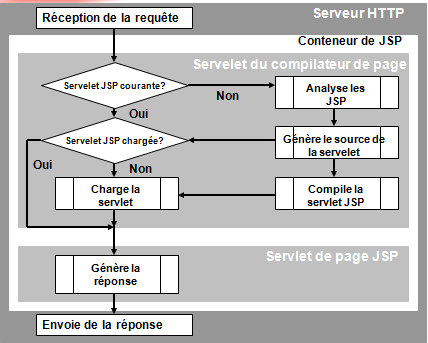 Serveur HTTP
Réception de la requête
Conteneur de JSP
Servelet du compilateur de page
Servelet JSP courante?
Non
Analyse les
JSP
Oui
Servelet JSP chargée?
Génère le source de
la servelet
Oui
Non
Charge la
servlet
Compile la
servlet JSP
Servlet de page JSP
Génère la
réponse
Envoie de la réponse